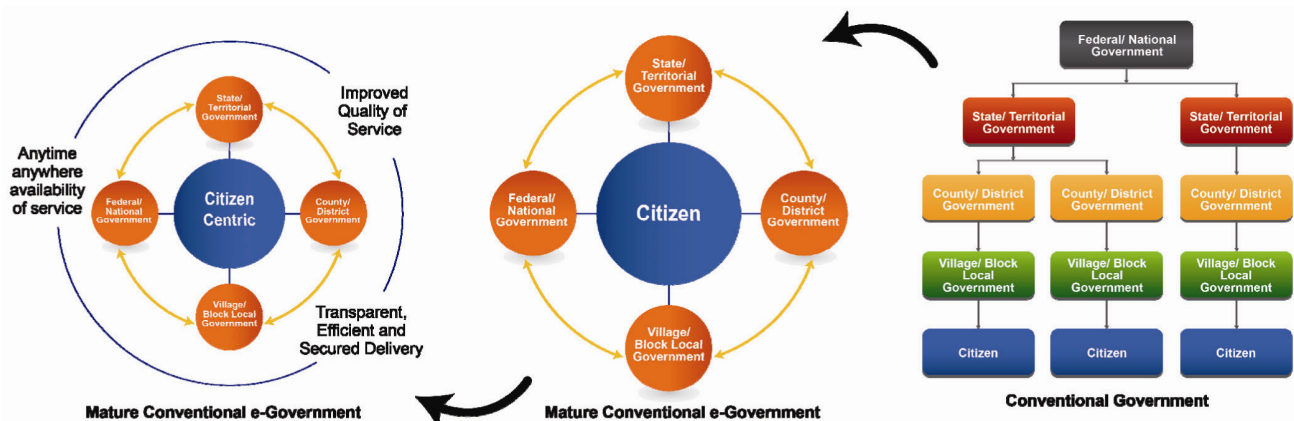 Improved
Quality of
Service
Anytime
anywhere
availability
of service
State/
Territorial
Government
Federal/
National
Government
Citizen
Centric
County/
District
Government
Village/
Block Local
Government
Transparent,
Efficient and
Secured Delivery
Mature Conventional e-Government
State/
Territorial
Government
Federal/
National
Government
Citizen
County/
District
Government
Village/
Block Local
Government
Mature Conventional e-Government
Federal/ National
Government
State/ Territorial
Government
State/ Territorial
Government
County/ District
Government
County/ District
Government
County/ District
Government
Village/ Block
Local
Government
Village/ Block
Local
Government
Village/ Block
Local
Government
Citizen
Citizen
Citizen
Conventional Government